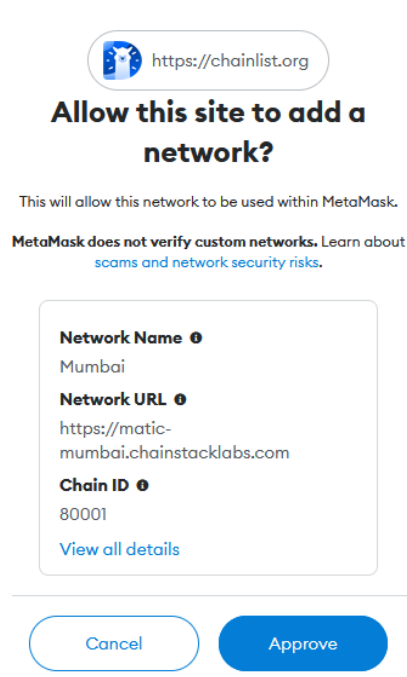 https://chainlist.org
Allow this site to add a
network?
This will allow this network to be used within MetaMask.
MetaMask does not verify custom networks. Learn about
scams and network security risks.
Network Name
Mumbai
Network URL
https://matic-
mumbai.chainstacklabs.com
Chain ID
80001
View all details
Cancel
Approve